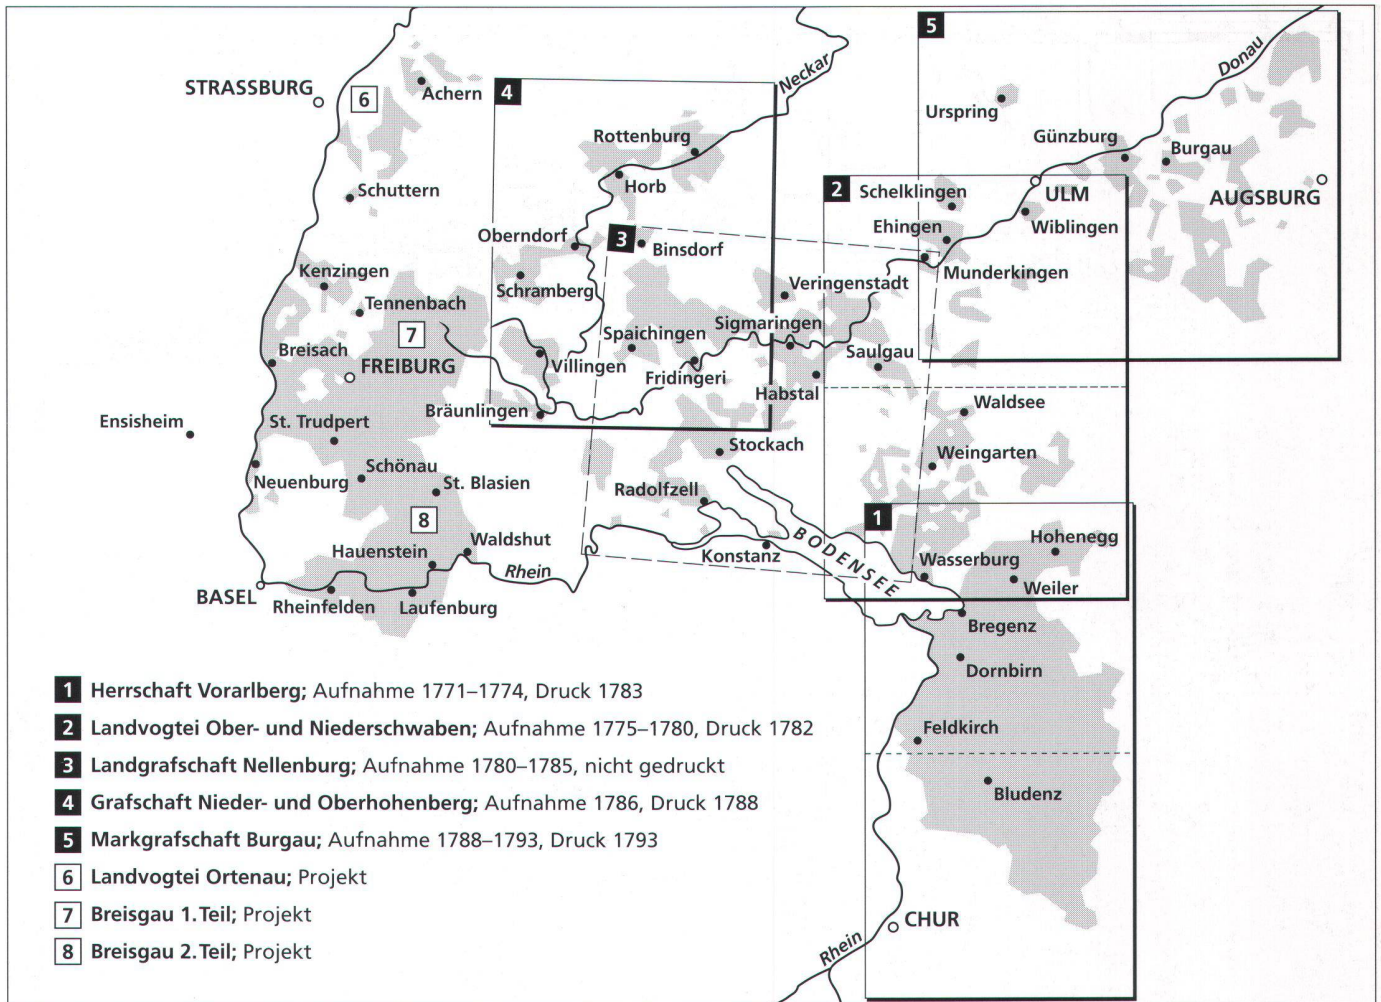 5
Donau
STRASSBURG
6
Achern
4
Neckar
Urspring
Günzburg
Burgau
Rottenburg
Horb
Schuttern
2
Schelklingen
ULM
AUGSBURG
Ehingen
Wiblingen
Oberndorf
3
Binsdorf
Munderkingen
Kenzingen
Schramberg
Veringenstadt
Tennenbach
7
Spaichingen
Sigmaringen
Breisach
FREIBURG
Villingen
Saulgau
Fridingeri
Habstal
Bräunlingen
Waldsee
Ensisheim
St. Trudpert
Stockach
Weingarten
Schönau
Neuenburg
St. Blasien
Radolfzell
8
1
Hohenegg
Waldshut
BODENSEE
Hauenstein
Konstanz
Wasserburg
Rhein
Weiler
BASEL
Rheinfelden
Laufenburg
Bregenz
Dornbirn
Feldkirch
Bludenz
CHUR
Rhein
1 Herrschaft Vorarlberg; Aufnahme 1771–1774, Druck 1783
2 Landvogtei Ober- und Niederschwaben; Aufnahme 1775–1780, Druck 1782
3 Landgrafschaft Nellenburg; Aufnahme 1780–1785, nicht gedruckt
4 Grafschaft Nieder- und Oberhohenberg; Aufnahme 1786, Druck 1788
5 Markgrafschaft Burgau; Aufnahme 1788–1793, Druck 1793
6 Landvogtei Ortenau; Projekt
7 Breisgau 1. Teil; Projekt
8 Breisgau 2. Teil; Projekt